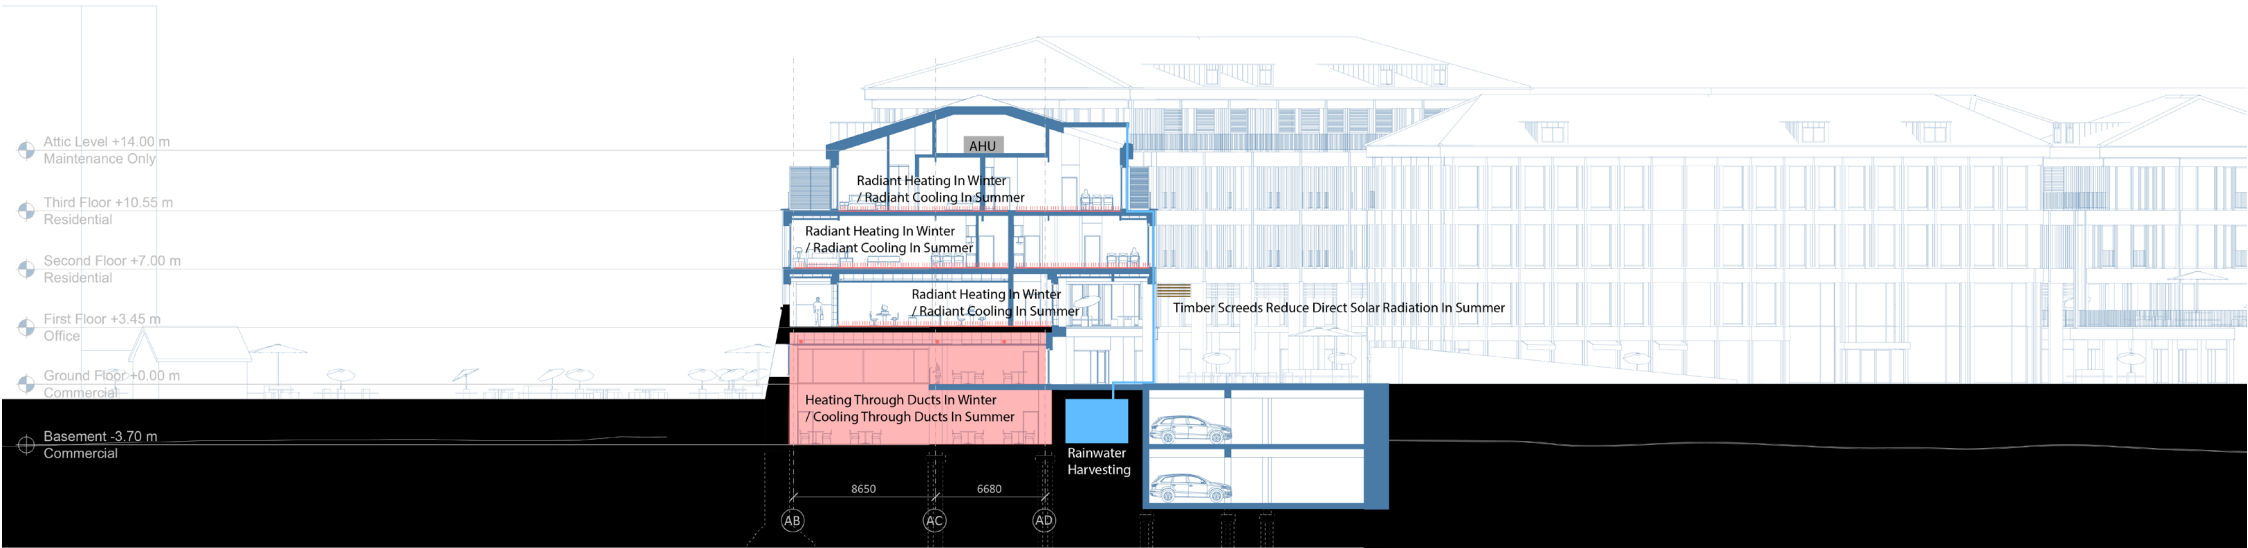 Attic Level +14.00 m
Maintenance Only
Third Floor +10.55 m
Residential
Second Floor +7.00 m
Residential
First Floor +3.45 m
Office
Ground Floor +0.00 m
Commercial
Basement -3.70 m
Commercial
AHU
Radiant Heating In Winter
/ Radiant Cooling In Summer
Radiant Heating In Winter
/ Radiant Cooling In Summer
Radiant Heating In Winter
/ Radiant Cooling In Summer
Timber Screeds Reduce Direct Solar Radiation In Summer
Heating Through Ducts In Winter
/ Cooling Through Ducts In Summer
Rainwater
Harvesting
8650
6680
AB
AC
AD